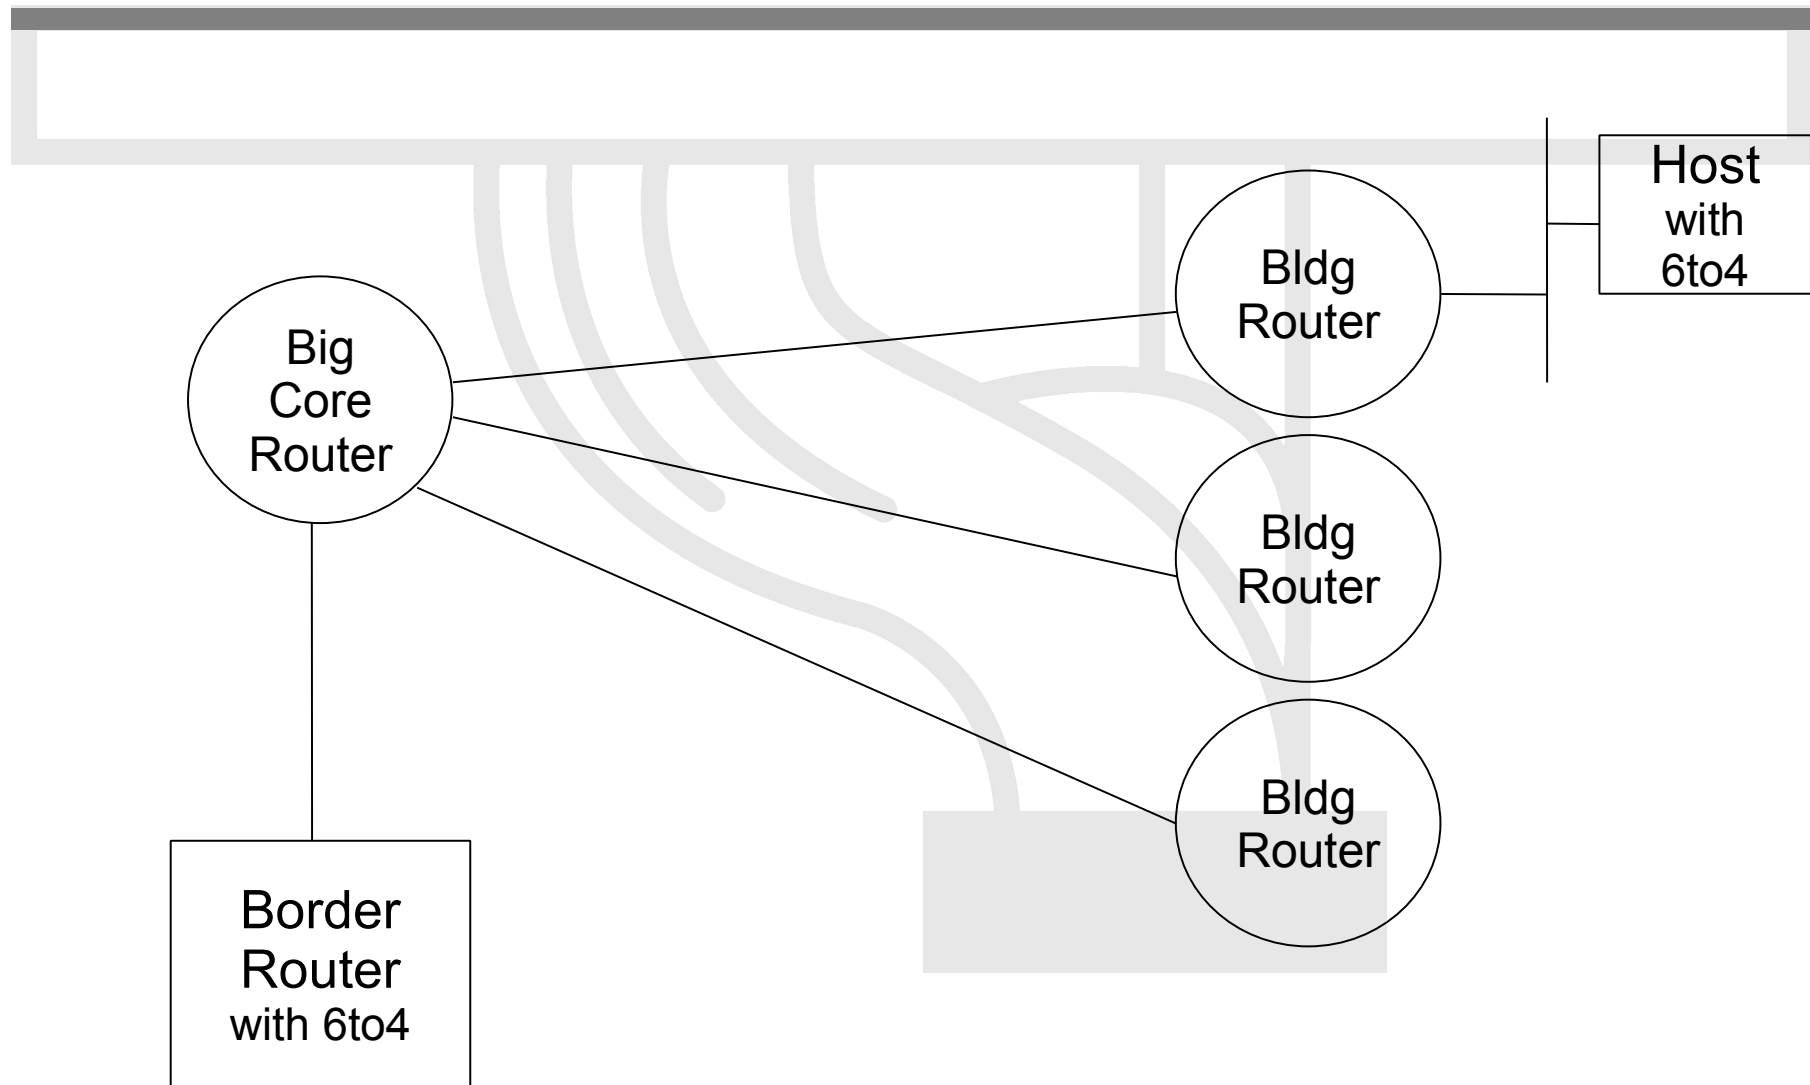 Host
with
6to4
Bldg
Router
Big
Core
Router
Bldg
Router
Bldg
Router
Border
Router
with 6to4